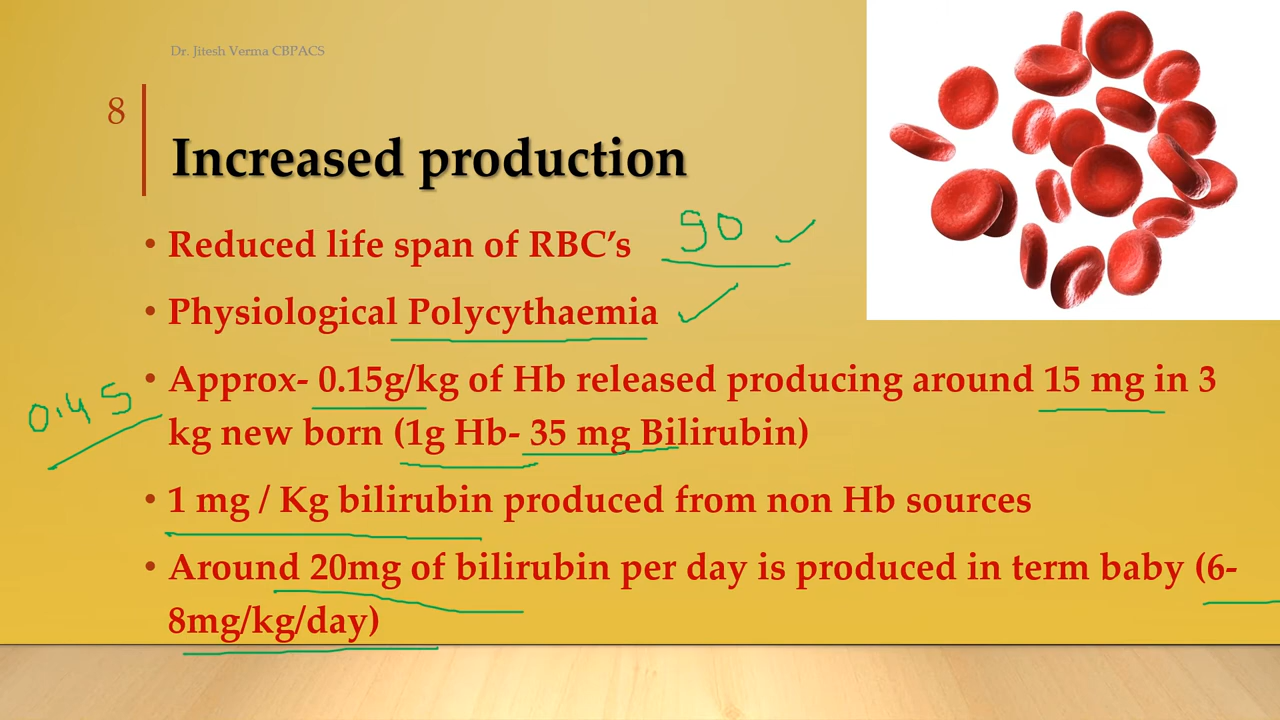 Dr. Jitesh Verma CBPACS
8
Increased production
• Reduced life span of RBC’s 90
• Physiological Polycythaemia
• Approx- 0.15g/kg of Hb released producing around 15 mg in 3
0.45
kg new born (1g Hb- 35 mg Bilirubin)
• 1 mg / Kg bilirubin produced from non Hb sources
• Around 20mg of bilirubin per day is produced in term baby (6-
8mg/kg/day)